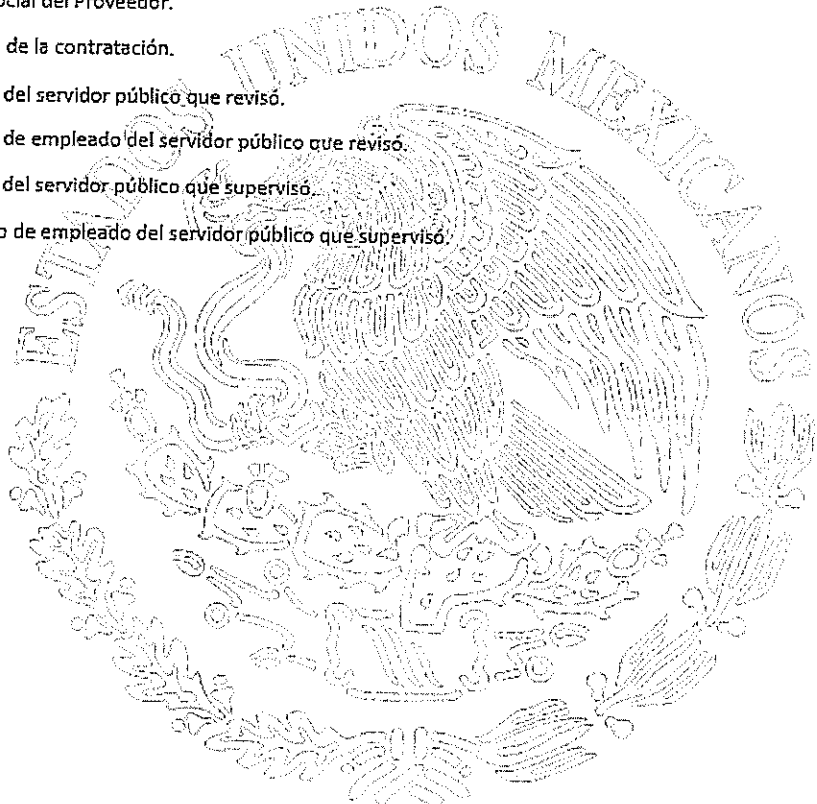 del Proveedor.
de la contratación.
del servidor público que revisó.
de empleado del servidor público que revisó.
del servidor público que supervisó.
de empleado del servidor público que supervisó.
ESTADOS UNIDOS MEXICANOS